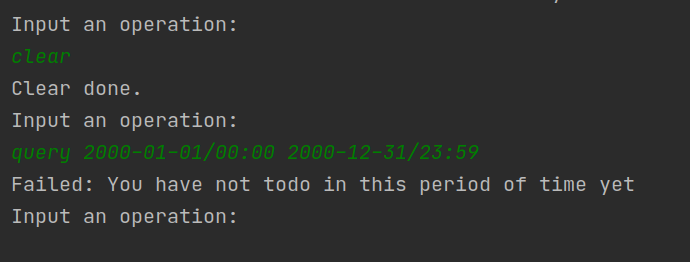 Input an operation:
clear
Clear done.
Input an operation:
query 2000-01-01/00:00 2000-12-31/23:59
Failed: You have not todo in this period of time yet
Input an operation: